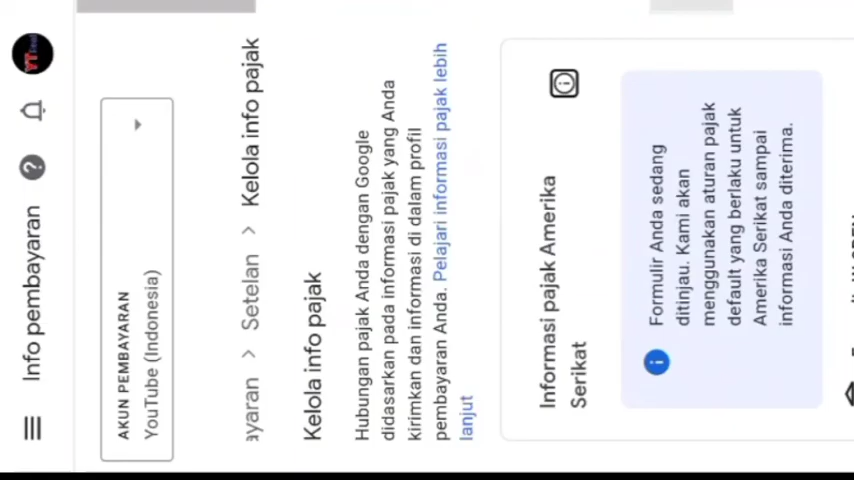 Info pembayaran
AKUN PEMBAYARAN
YouTube (Indonesia)
ayaran > Setelan > Kelola info pajak
Kelola info pajak
Hubungan pajak Anda dengan Google
didasarkan pada informasi pajak yang Anda
kirimkan dan informasi di dalam profil
pembayaran Anda. Pelajari informasi pajak lebih
lanjut
Informasi pajak Amerika
Serikat
Formulir Anda sedang
ditinjau. Kami akan
menggunakan aturan pajak
default yang berlaku untuk
Amerika Serikat sampai
informasi Anda diterima.